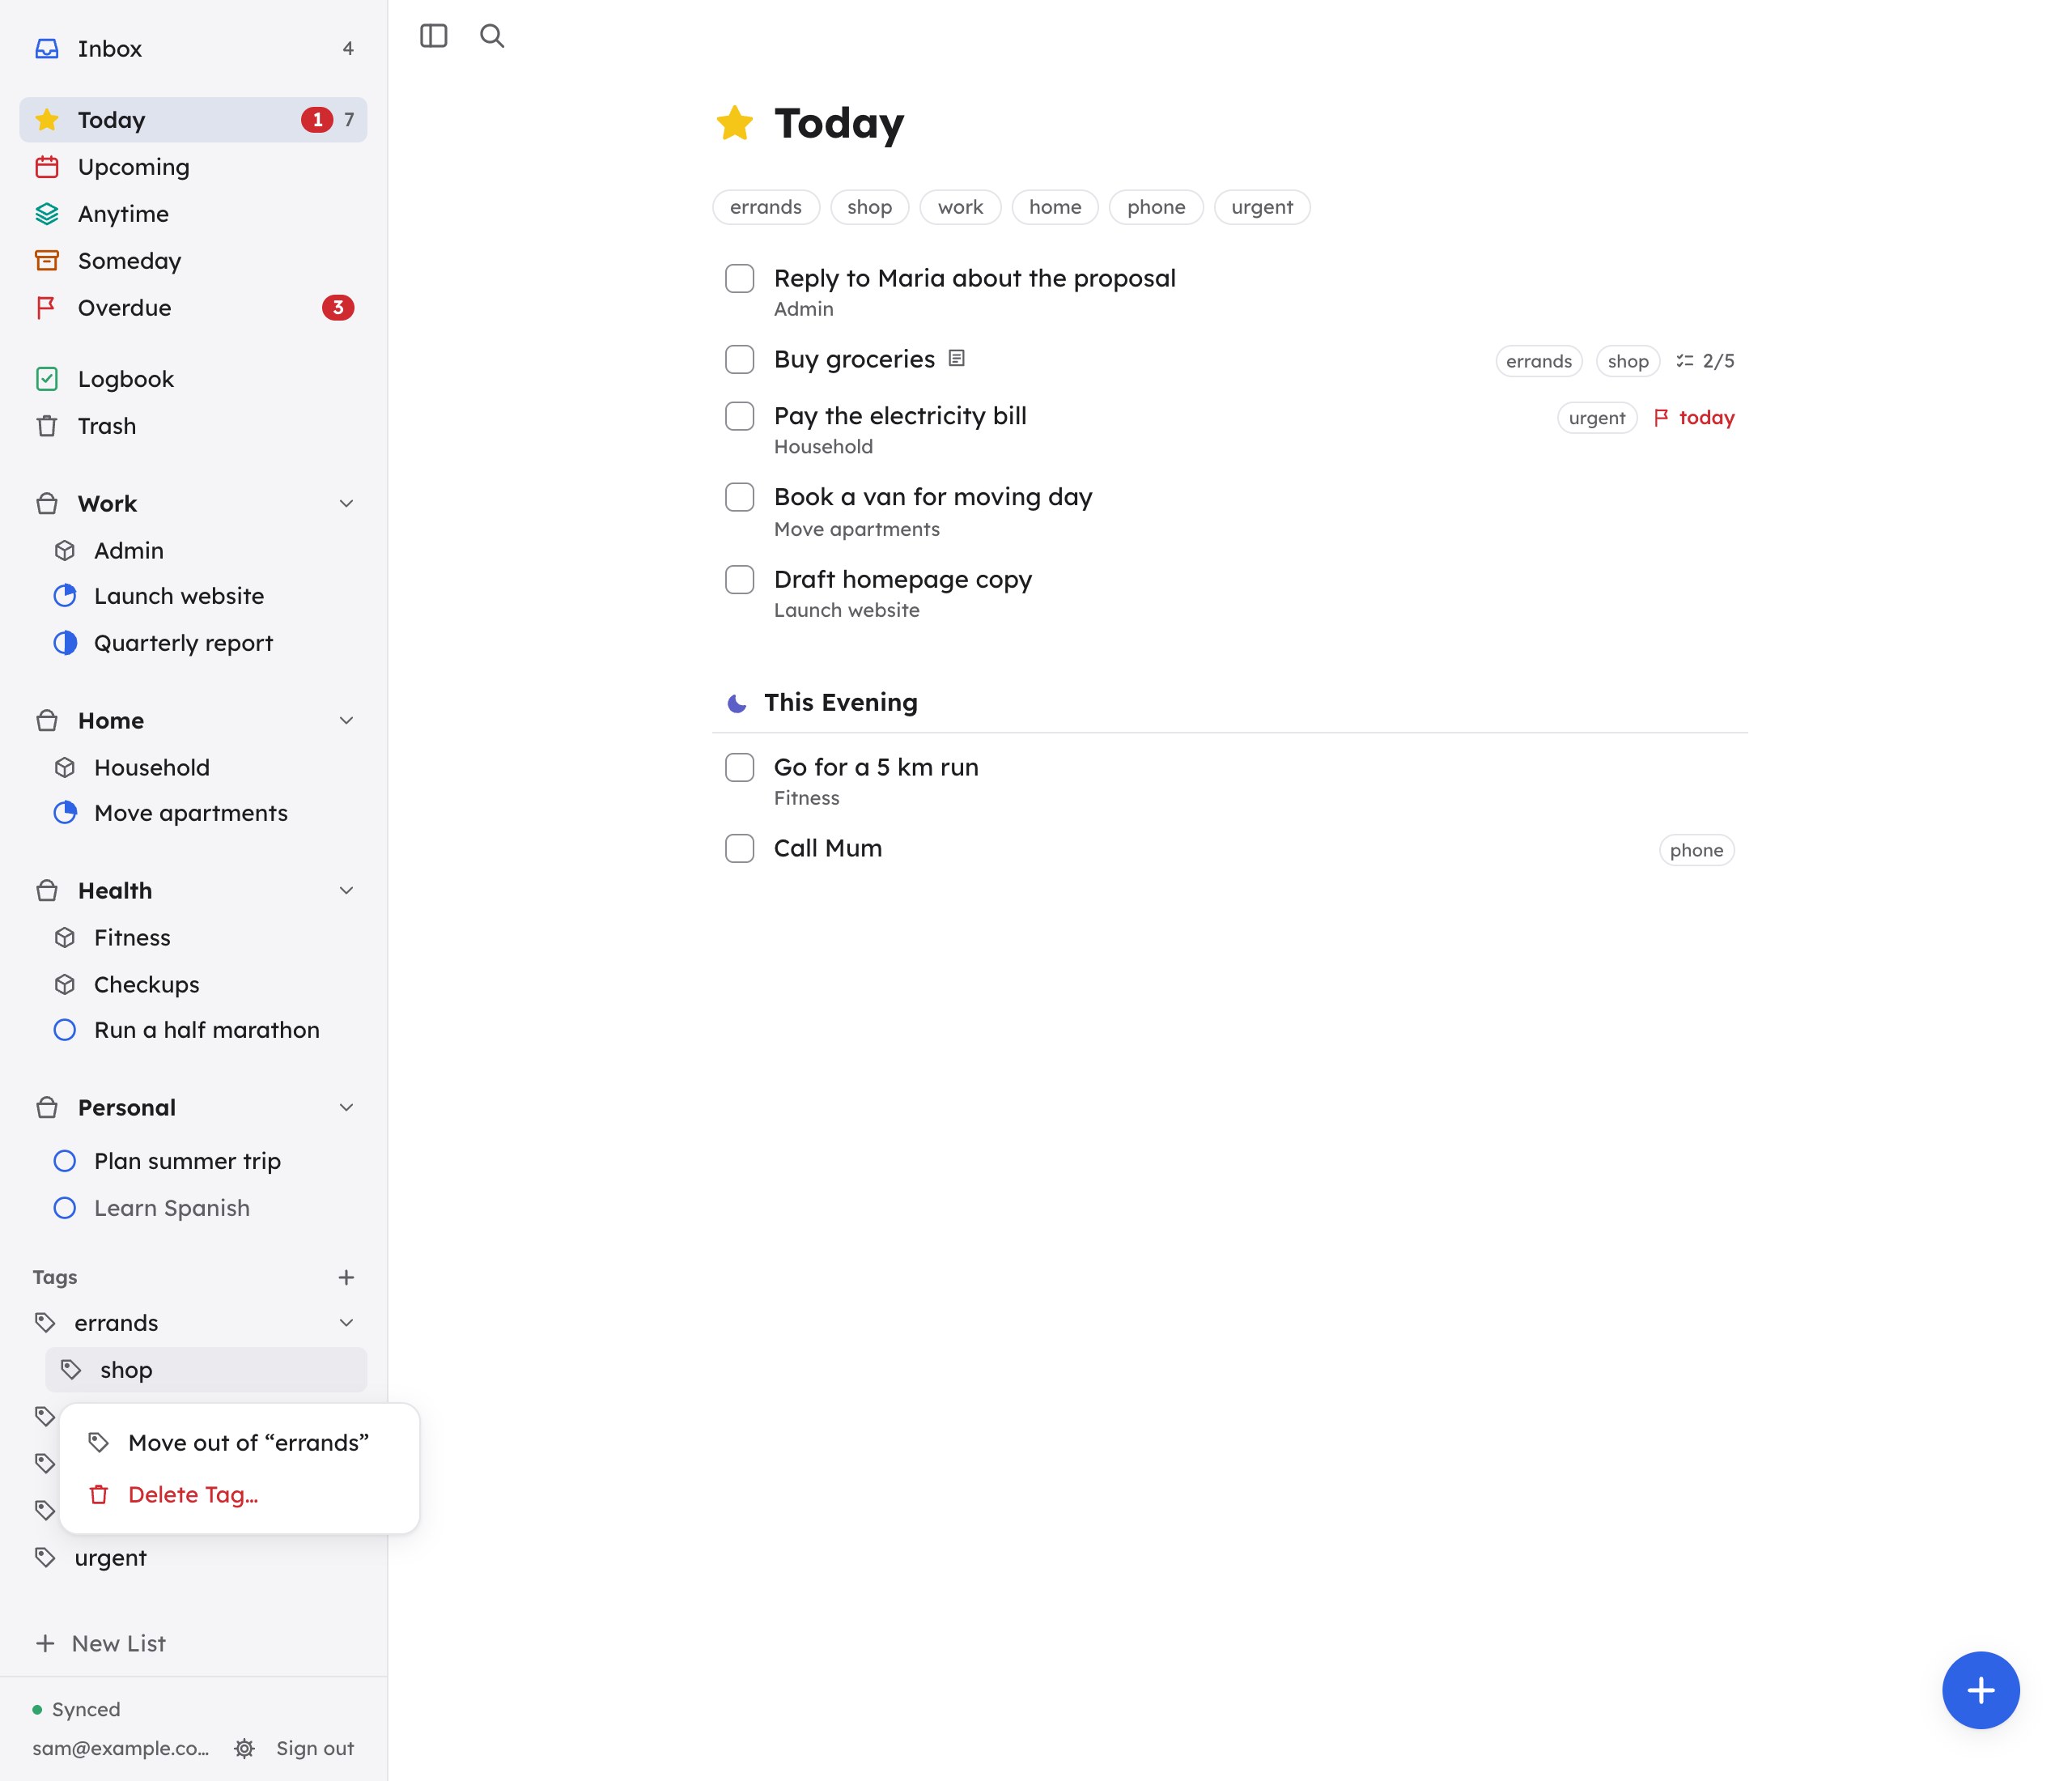 Inbox 4
Today 1 7
Upcoming
Anytime
Someday
Overdue 3
Logbook
Trash
Work
Admin
Launch website
Quarterly report
Home
Household
Move apartments
Health
Fitness
Checkups
Run a half marathon
Personal
Plan summer trip
Learn Spanish
Tags
errands
shop
Move out of “errands”
Delete Tag…
urgent
New List
Synced
sam@example.co… Sign out
Today
errands shop work home phone urgent
Reply to Maria about the proposal
Admin
Buy groceries errands shop 2/5
Pay the electricity bill urgent today
Household
Book a van for moving day
Move apartments
Draft homepage copy
Launch website
This Evening
Go for a 5 km run
Fitness
Call Mum phone